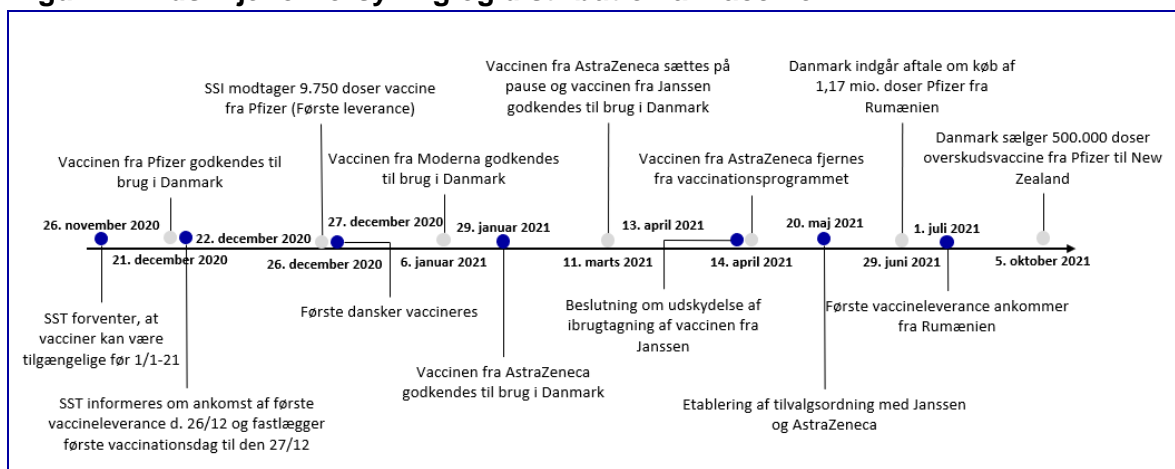 SSI modtager 9.750 doser vaccine
fra Pfizer (Første leverance)
Vaccinen fra AstraZeneca sættes på
pause og vaccinen fra Janssen
godkendes til brug i Danmark
Danmark indgår aftale om køb af
1,17 mio. doser Pfizer fra
Rumænien
Vaccinen fra Pfizer godkendes til
brug i Danmark
Vaccinen fra Moderna godkendes
til brug i Danmark
Vaccinen fra AstraZeneca fjernes
fra vaccinationsprogrammet
Danmark sælger 500.000 doser
overskudsvaccine fra Pfizer til New
Zealand
26. november 2020
22. december 2020
27. december 2020
29. januar 2021
13. april 2021
20. maj 2021
1. juli 2021
21. december 2020
26. december 2020
6. januar 2021
11. marts 2021
14. april 2021
29. juni 2021
5. oktober 2021
SST forventer, at
vacciner kan være
tilgængelige før 1/1-21
Første dansker vaccineres
Beslutning om udskydelse af
ibrugtagning af vaccinen fra
Janssen
Første vaccineleverance ankommer
fra Rumænien
SST informeres om ankomst af første
vaccineleverance d. 26/12 og fastlægger
første vaccinationsdag til den 27/12
Vaccinen fra AstraZeneca
godkendes til brug i Danmark
Etablering af tilvalgsordning med Janssen
og AstraZeneca